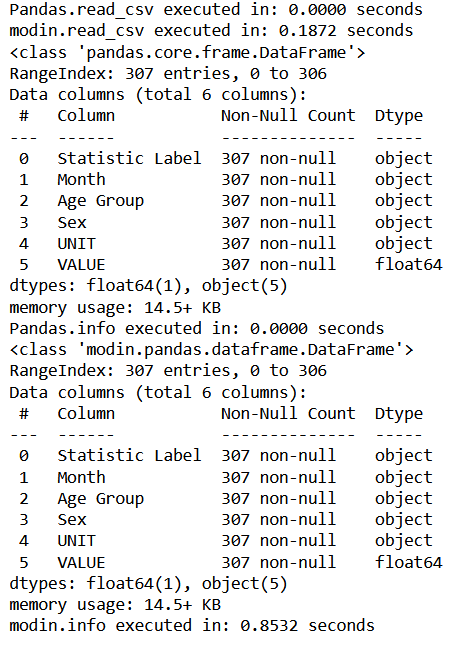 Pandas.read_csv executed in: 0.0000 seconds
modin.read_csv executed in: 0.1872 seconds
<class 'pandas.core.frame.DataFrame'>
RangeIndex: 307 entries, 0 to 306
Data columns (total 6 columns):
 #   Column           Non-Null Count  Dtype
---  ------           --------------  -----
 0   Statistic Label  307 non-null    object
 1   Month            307 non-null    object
 2   Age Group        307 non-null    object
 3   Sex              307 non-null    object
 4   UNIT             307 non-null    object
 5   VALUE            307 non-null    float64
dtypes: float64(1), object(5)
memory usage: 14.5+ KB
Pandas.info executed in: 0.0000 seconds
<class 'modin.pandas.dataframe.DataFrame'>
RangeIndex: 307 entries, 0 to 306
Data columns (total 6 columns):
 #   Column           Non-Null Count  Dtype
---  ------           --------------  -----
 0   Statistic Label  307 non-null    object
 1   Month            307 non-null    object
 2   Age Group        307 non-null    object
 3   Sex              307 non-null    object
 4   UNIT             307 non-null    object
 5   VALUE            307 non-null    float64
dtypes: float64(1), object(5)
memory usage: 14.5+ KB
modin.info executed in: 0.8532 seconds